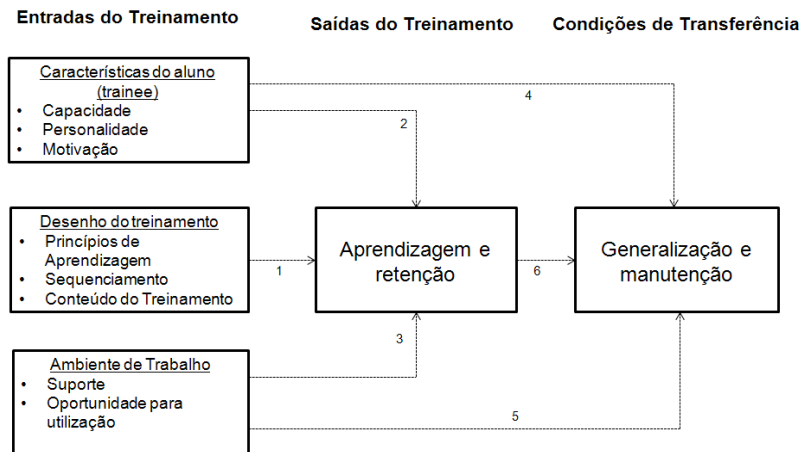 Entradas do Treinamento
Saídas do Treinamento
Condições de Transferência
Características do aluno
(trainee)
• Capacidade
• Personalidade
• Motivação
4
2
Desenho do treinamento
• Princípios de
Aprendizagem
• Sequenciamento
• Conteúdo do Treinamento
1
Aprendizagem e
retenção
6
Generalização e
manutenção
3
Ambiente de Trabalho
• Suporte
• Oportunidade para
utilização
5